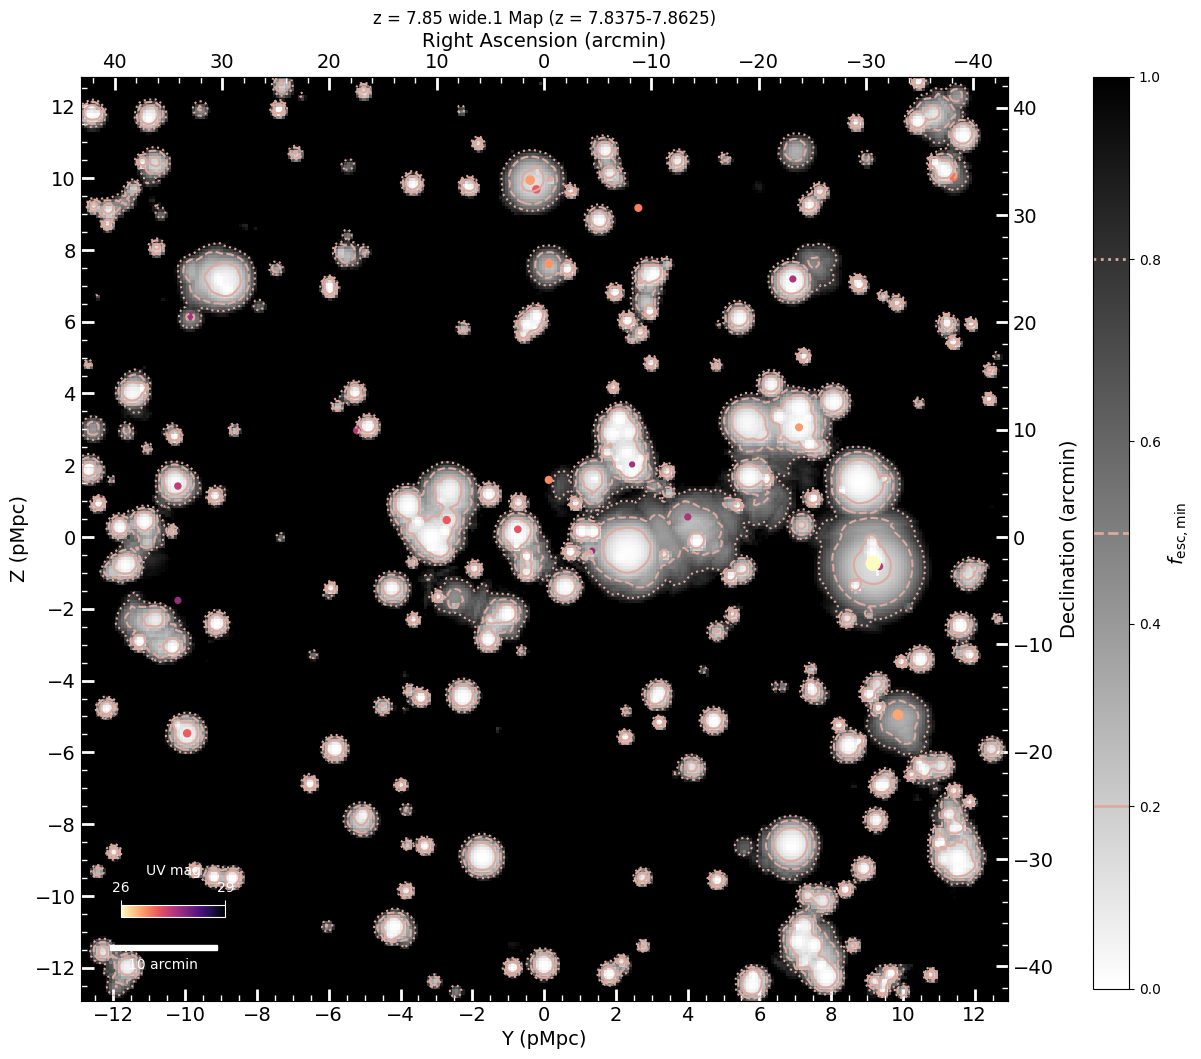 z = 7.85 wide.1 Map (z = 7.8375-7.8625)
Right Ascension (arcmin)
40 30 20 10 0 −10 −20 −30 −40
12
10
8
6
4
2
0
−2
−4
−6
−8
−10
−12
Z (pMpc)
40
30
20
10
0
−10
−20
−30
−40
Declination (arcmin)
1.0
0.8
0.6
0.4
0.2
0.0
f_esc,min
UV mag
26 29
10 arcmin
−12 −10 −8 −6 −4 −2 0 2 4 6 8 10 12
Y (pMpc)